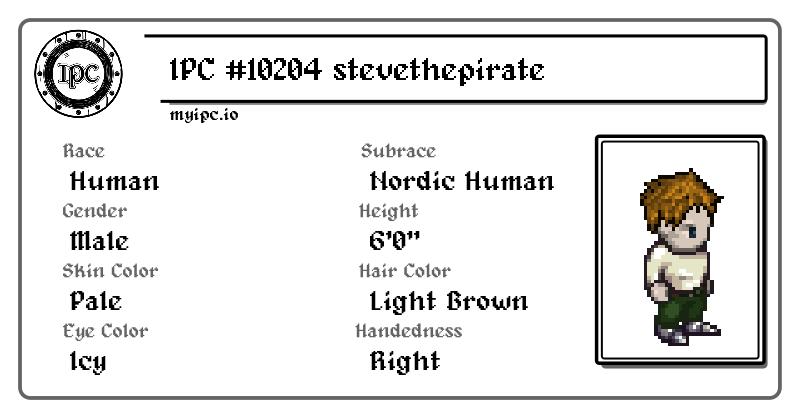 IPC
IPC #10204 stevethepirate
myipc.io
Race
Human
Subrace
Nordic Human
Gender
Male
Height
6'0"
Skin Color
Pale
Hair Color
Light Brown
Eye Color
Icy
Handedness
Right